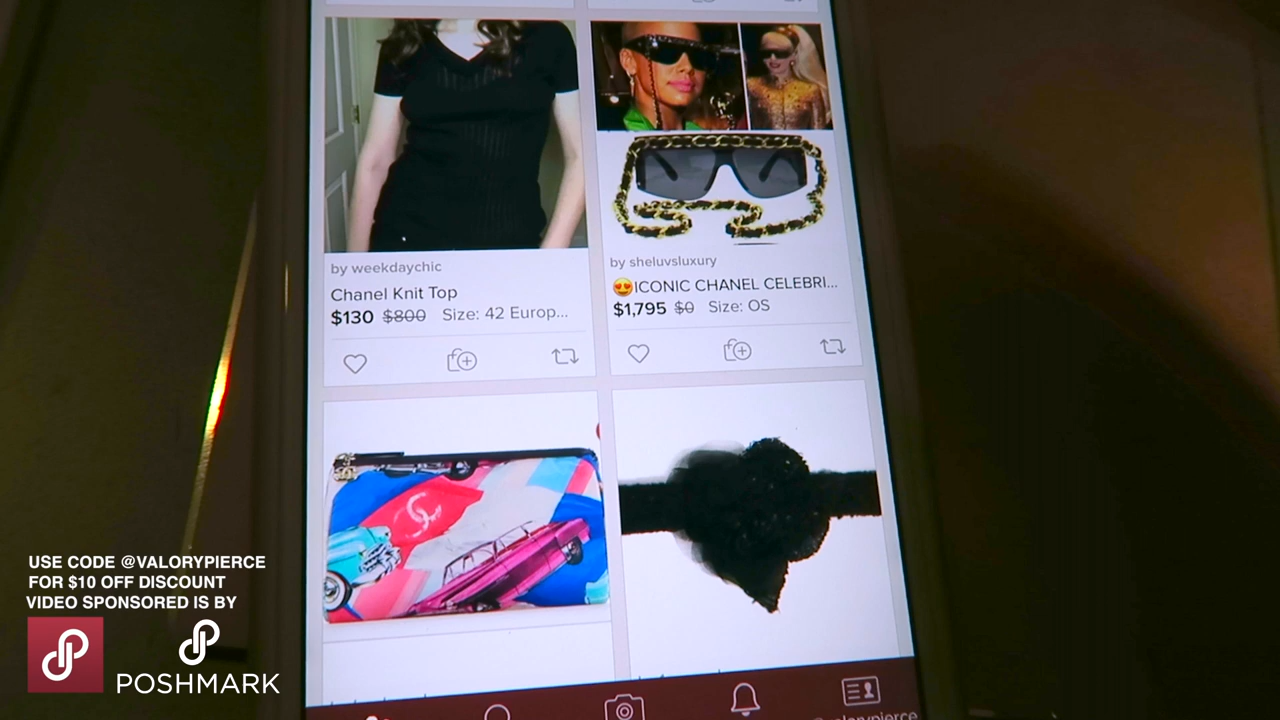 by weekdaychic
Chanel Knit Top
$130 $800 Size: 42 Europ...
by sheluvsluxury
😍ICONIC CHANEL CELEBRI...
$1,795 $0 Size: OS
USE CODE @VALORYPIERCE
FOR $10 OFF DISCOUNT
VIDEO SPONSORED IS BY
POSHMARK